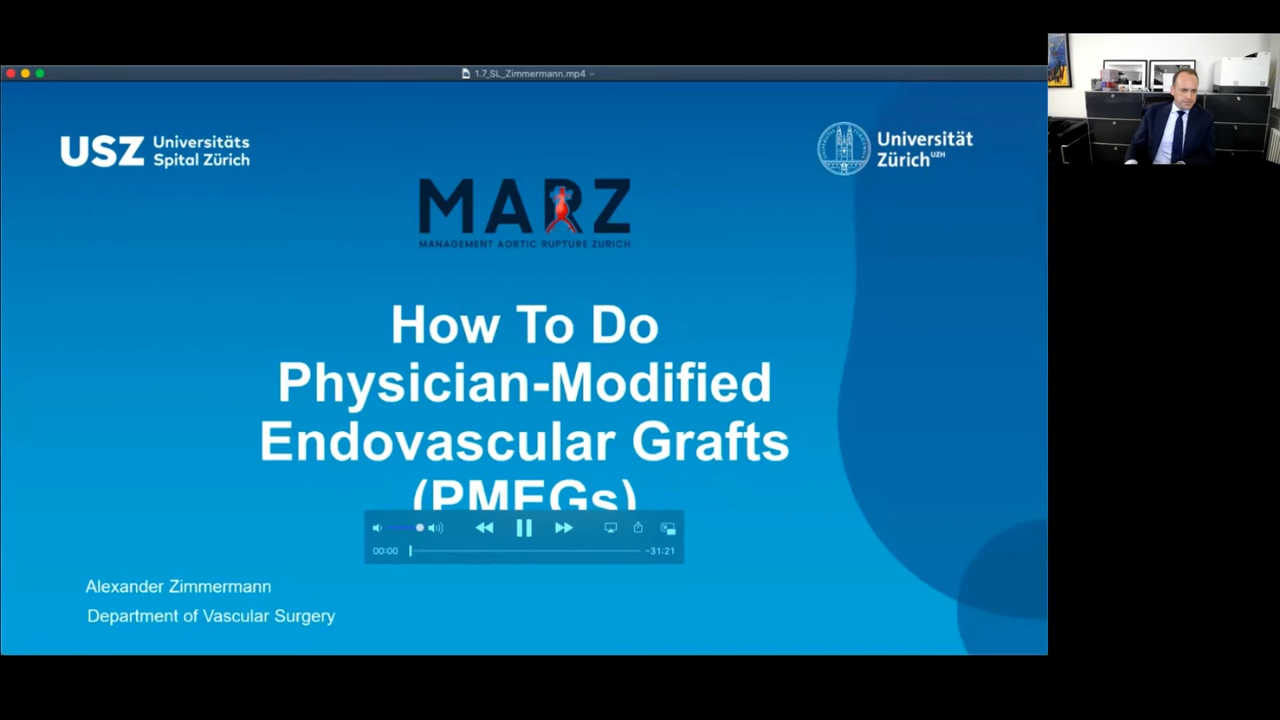 1.7_SL_Zimmermann.mp4
USZ Universitäts
Spital Zürich
Universität
Zürich UZH
MARZ
MANAGEMENT AORTIC RUPTURE ZURICH
How To Do
Physician-Modified
Endovascular Grafts
(PMEGs)
00:00
-31:21
Alexander Zimmermann
Department of Vascular Surgery